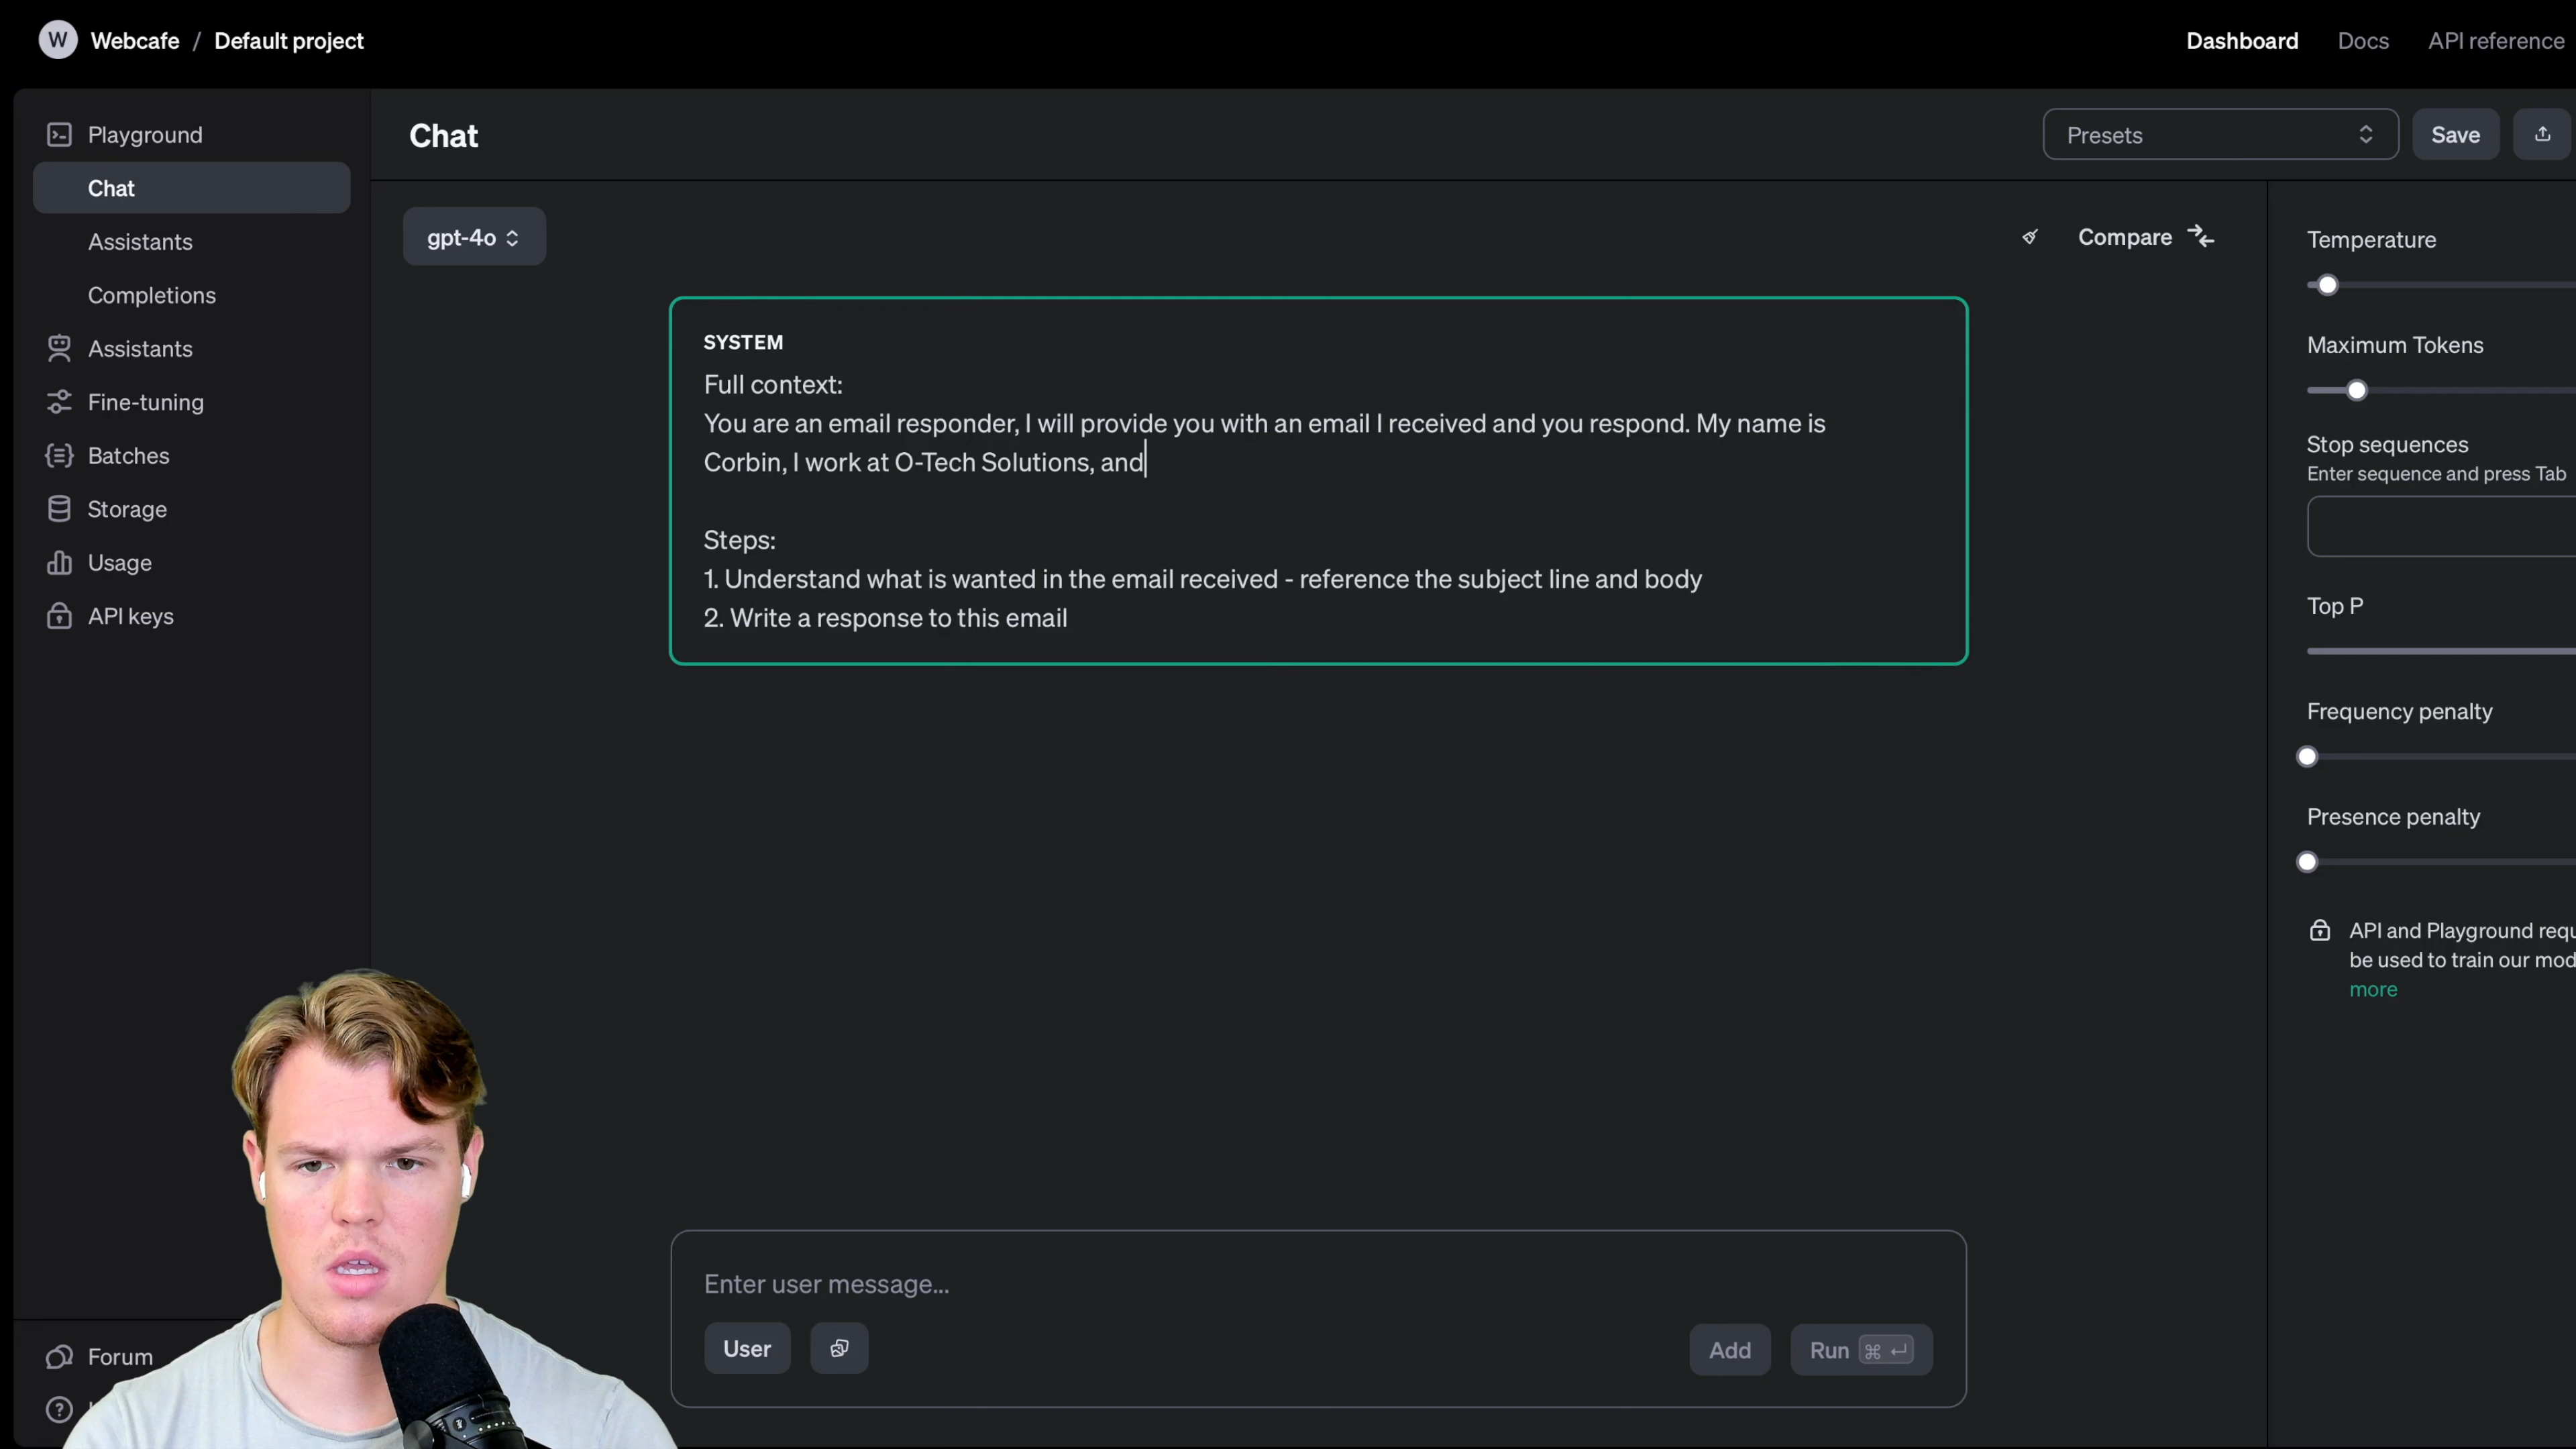 W Webcafe / Default project
Dashboard Docs API reference
Playground
Chat
Assistants
Completions
Assistants
Fine-tuning
Batches
Storage
Usage
API keys
Forum
Chat
Presets
Save
gpt-4o
Compare
SYSTEM
Full context:
You are an email responder, I will provide you with an email I received and you respond. My name is
Corbin, I work at O-Tech Solutions, and
Steps:
1. Understand what is wanted in the email received - reference the subject line and body
2. Write a response to this email
Enter user message...
User
Add
Run
Temperature
Maximum Tokens
Stop sequences
Enter sequence and press Tab
Top P
Frequency penalty
Presence penalty
API and Playground requ
be used to train our mod
more